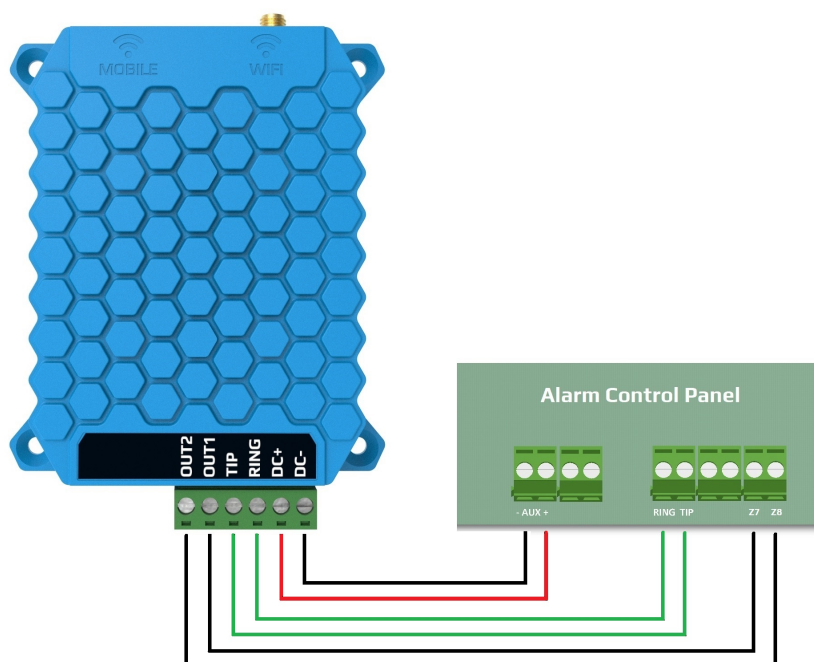 MOBILE
WIFI
OUT2
OUT1
TIP
RING
DC+
DC-
Alarm Control Panel
- AUX +
RING TIP
Z7
Z8